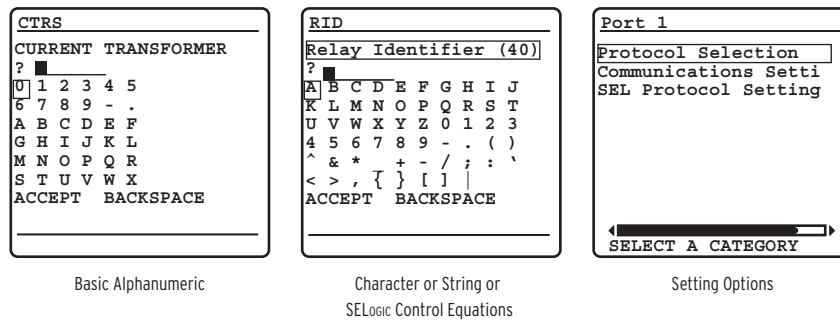 CTRS
CURRENT TRANSFORMER
?
0 1 2 3 4 5
6 7 8 9 - .
A B C D E F
G H I J K L
M N O P Q R
S T U V W X
ACCEPT BACKSPACE
Basic Alphanumeric
RID
Relay Identifier (40)
?
A B C D E F G H I J
K L M N O P Q R S T
U V W X Y Z 0 1 2 3
4 5 6 7 8 9 - . ( )
^ & * _ + - / ; : `
< > , { } [ ] |
ACCEPT BACKSPACE
Character or String or
SELOGIC Control Equations
Port 1
Protocol Selection
Communications Setti
SEL Protocol Setting
SELECT A CATEGORY
Setting Options